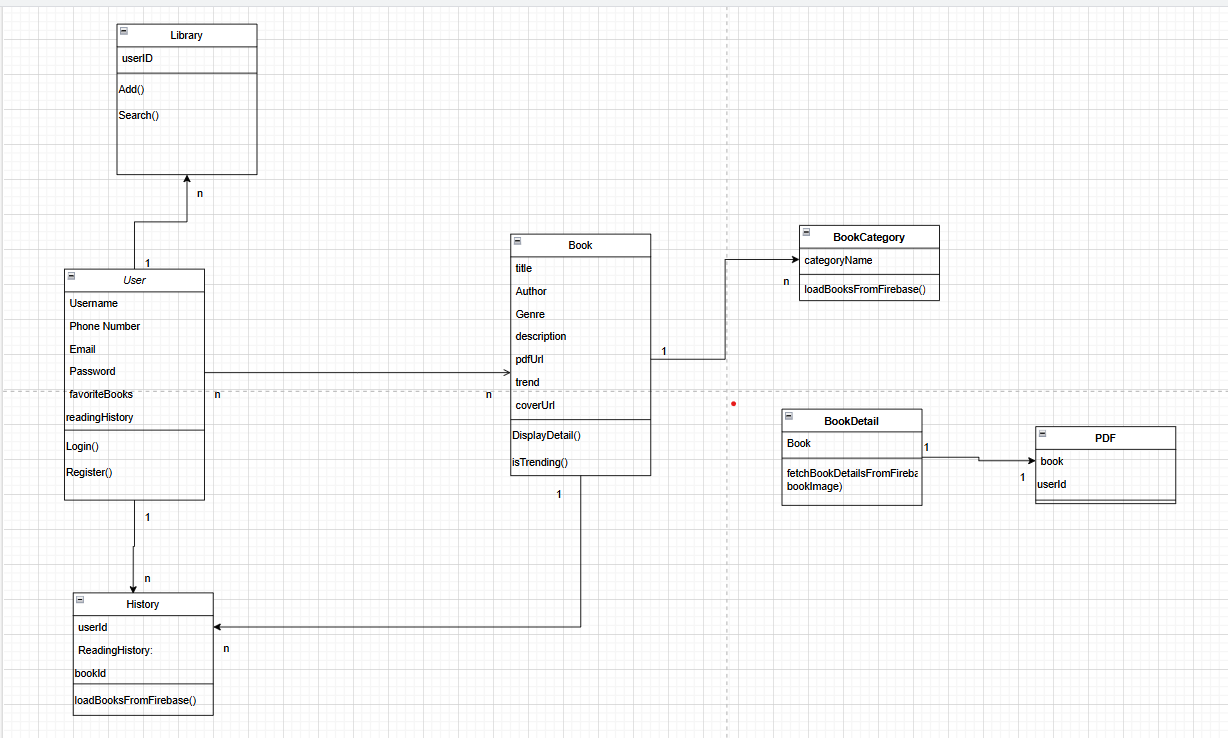 Library
userID
Add()
Search()
n
1
User
Username
Phone Number
Email
Password
favoriteBooks
readingHistory
Login()
Register()
n
n
Book
title
Author
Genre
description
pdfUrl
trend
coverUrl
DisplayDetail()
isTrending()
1
n
BookCategory
categoryName
loadBooksFromFirebase()
BookDetail
Book
fetchBookDetailsFromFireba
bookImage)
1
1
PDF
book
userId
1
1
n
History
userId
ReadingHistory:
bookId
loadBooksFromFirebase()
n